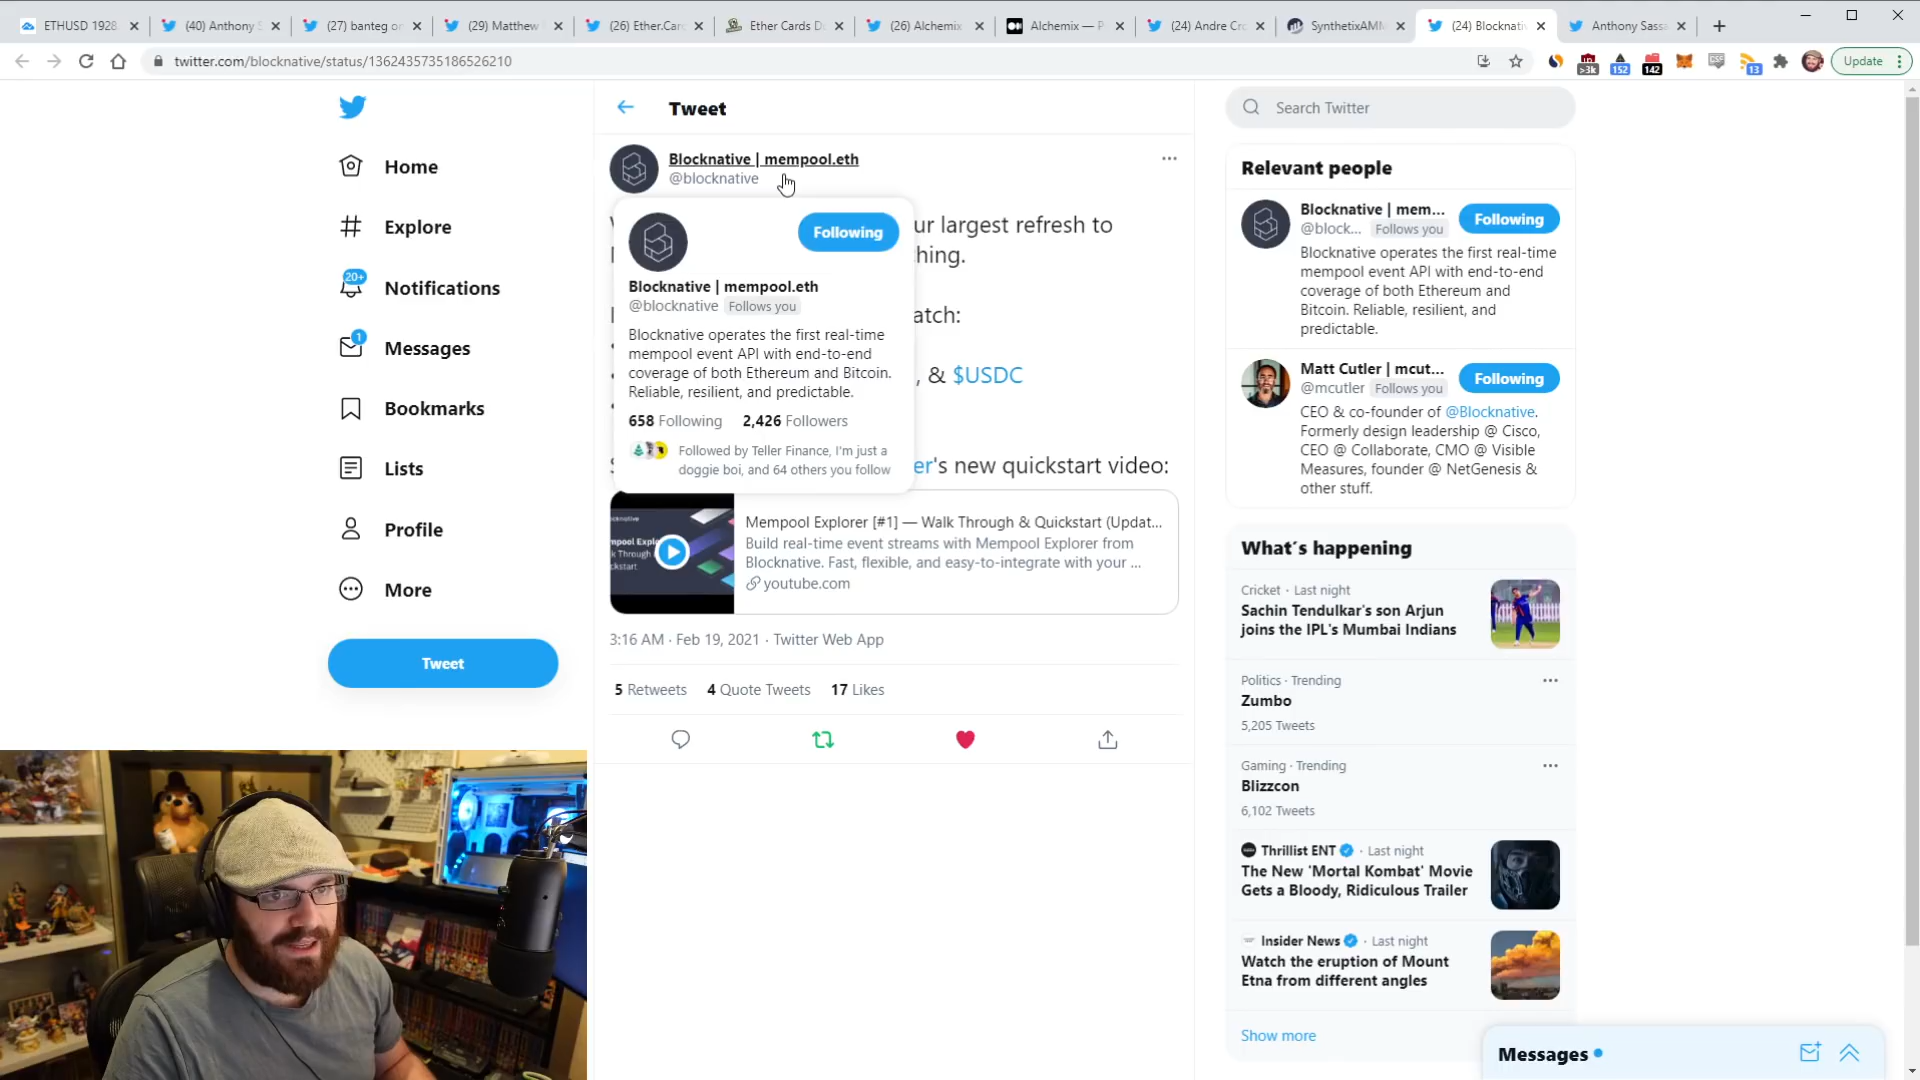 ETHUSD 1928.
(40) Anthony S
(27) banteg on
(29) Matthew
(26) Ether.Car
Ether Cards D
(26) Alchemix
Alchemix — P
(24) Andre Cro
SynthetixAMM
(24) Blocknati
Anthony Sassa
twitter.com/blocknative/status/1362435735186526210
>3k
152
142
13
Update
Home
Explore
20+
Notifications
1
Messages
Bookmarks
Lists
Profile
More
Tweet
Tweet
Blocknative | mempool.eth
@blocknative
ur largest refresh to
hing.
atch:
, & $USDC
er's new quickstart video:
Following
Blocknative | mempool.eth
@blocknative Follows you
Blocknative operates the first real-time
mempool event API with end-to-end
coverage of both Ethereum and Bitcoin.
Reliable, resilient, and predictable.
658 Following 2,426 Followers
Followed by Teller Finance, I'm just a
doggie boi, and 64 others you follow
Mempool Explorer [#1] — Walk Through & Quickstart (Updat...
Build real-time event streams with Mempool Explorer from
Blocknative. Fast, flexible, and easy-to-integrate with your ...
youtube.com
3:16 AM · Feb 19, 2021 · Twitter Web App
5 Retweets 4 Quote Tweets 17 Likes
Search Twitter
Relevant people
Blocknative | mem...
@block... Follows you
Following
Blocknative operates the first real-time
mempool event API with end-to-end
coverage of both Ethereum and
Bitcoin. Reliable, resilient, and
predictable.
Matt Cutler | mcut...
@mcutler Follows you
Following
CEO & co-founder of @Blocknative.
Formerly design leadership @ Cisco,
CEO @ Collaborate, CMO @ Visible
Measures, founder @ NetGenesis &
other stuff.
What's happening
Cricket · Last night
Sachin Tendulkar's son Arjun
joins the IPL's Mumbai Indians
Politics · Trending
Zumbo
5,205 Tweets
Gaming · Trending
Blizzcon
6,102 Tweets
Thrillist ENT · Last night
The New 'Mortal Kombat' Movie
Gets a Bloody, Ridiculous Trailer
Insider News · Last night
Watch the eruption of Mount
Etna from different angles
Show more
Messages